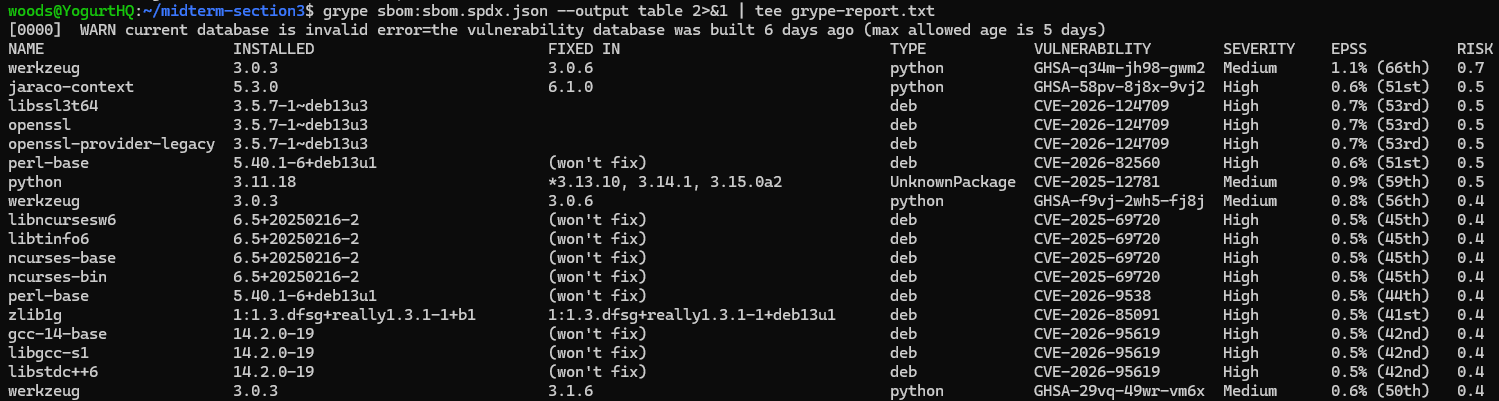 woods@YogurtHQ:~/midterm-section3$ grype sbom:sbom.spdx.json --output table 2>&1 | tee grype-report.txt
[0000]  WARN current database is invalid error=the vulnerability database was built 6 days ago (max allowed age is 5 days)
NAME                     INSTALLED                          FIXED IN                              TYPE            VULNERABILITY        SEVERITY    EPSS         RISK
werkzeug                 3.0.3                              3.0.6                                 python          GHSA-q34m-jh98-gwm2  Medium      1.1% (66th)  0.7
jaraco-context           5.3.0                              6.1.0                                 python          GHSA-58pv-8j8x-9vj2  High        0.6% (51st)  0.5
libssl3t64               3.5.7-1~deb13u3                                                          deb             CVE-2026-124709      High        0.7% (53rd)  0.5
openssl                  3.5.7-1~deb13u3                                                          deb             CVE-2026-124709      High        0.7% (53rd)  0.5
openssl-provider-legacy  3.5.7-1~deb13u3                                                          deb             CVE-2026-124709      High        0.7% (53rd)  0.5
perl-base                5.40.1-6+deb13u1                   (won't fix)                           deb             CVE-2026-82560       High        0.6% (51st)  0.5
python                   3.11.18                            *3.13.10, 3.14.1, 3.15.0a2            UnknownPackage  CVE-2025-12781       Medium      0.9% (59th)  0.5
werkzeug                 3.0.3                              3.0.6                                 python          GHSA-f9vj-2wh5-fj8j  Medium      0.8% (56th)  0.4
libncursesw6             6.5+20250216-2                     (won't fix)                           deb             CVE-2025-69720       High        0.5% (45th)  0.4
libtinfo6                6.5+20250216-2                     (won't fix)                           deb             CVE-2025-69720       High        0.5% (45th)  0.4
ncurses-base             6.5+20250216-2                     (won't fix)                           deb             CVE-2025-69720       High        0.5% (45th)  0.4
ncurses-bin              6.5+20250216-2                     (won't fix)                           deb             CVE-2025-69720       High        0.5% (45th)  0.4
perl-base                5.40.1-6+deb13u1                   (won't fix)                           deb             CVE-2026-9538        High        0.5% (44th)  0.4
zlib1g                   1:1.3.dfsg+really1.3.1-1+b1        1:1.3.dfsg+really1.3.1-1+deb13u1      deb             CVE-2026-85091       High        0.5% (41st)  0.4
gcc-14-base              14.2.0-19                          (won't fix)                           deb             CVE-2026-95619       High        0.5% (42nd)  0.4
libgcc-s1                14.2.0-19                          (won't fix)                           deb             CVE-2026-95619       High        0.5% (42nd)  0.4
libstdc++6               14.2.0-19                          (won't fix)                           deb             CVE-2026-95619       High        0.5% (42nd)  0.4
werkzeug                 3.0.3                              3.1.6                                 python          GHSA-29vq-49wr-vm6x  Medium      0.6% (50th)  0.4